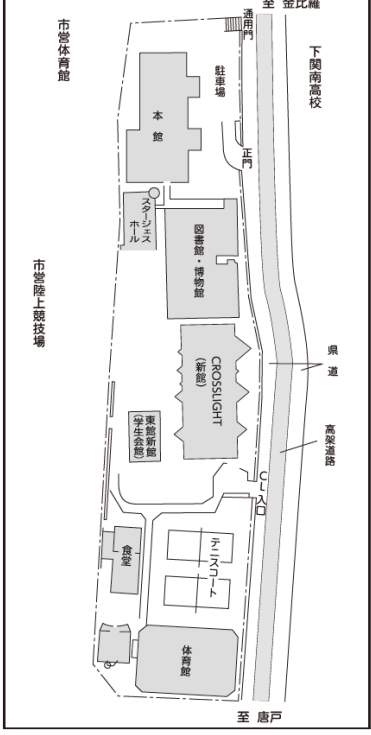 至 金比羅
通用門
市営体育館
下関南高校
駐車場
本館
正門
スタージェス
ホール
図書館・博物館
市営陸上競技場
県道
CROSSLIGHT
(新館)
東館新館
(学生会館)
高架道路
CL入口
テニスコート
食堂
体育館
至 唐戸